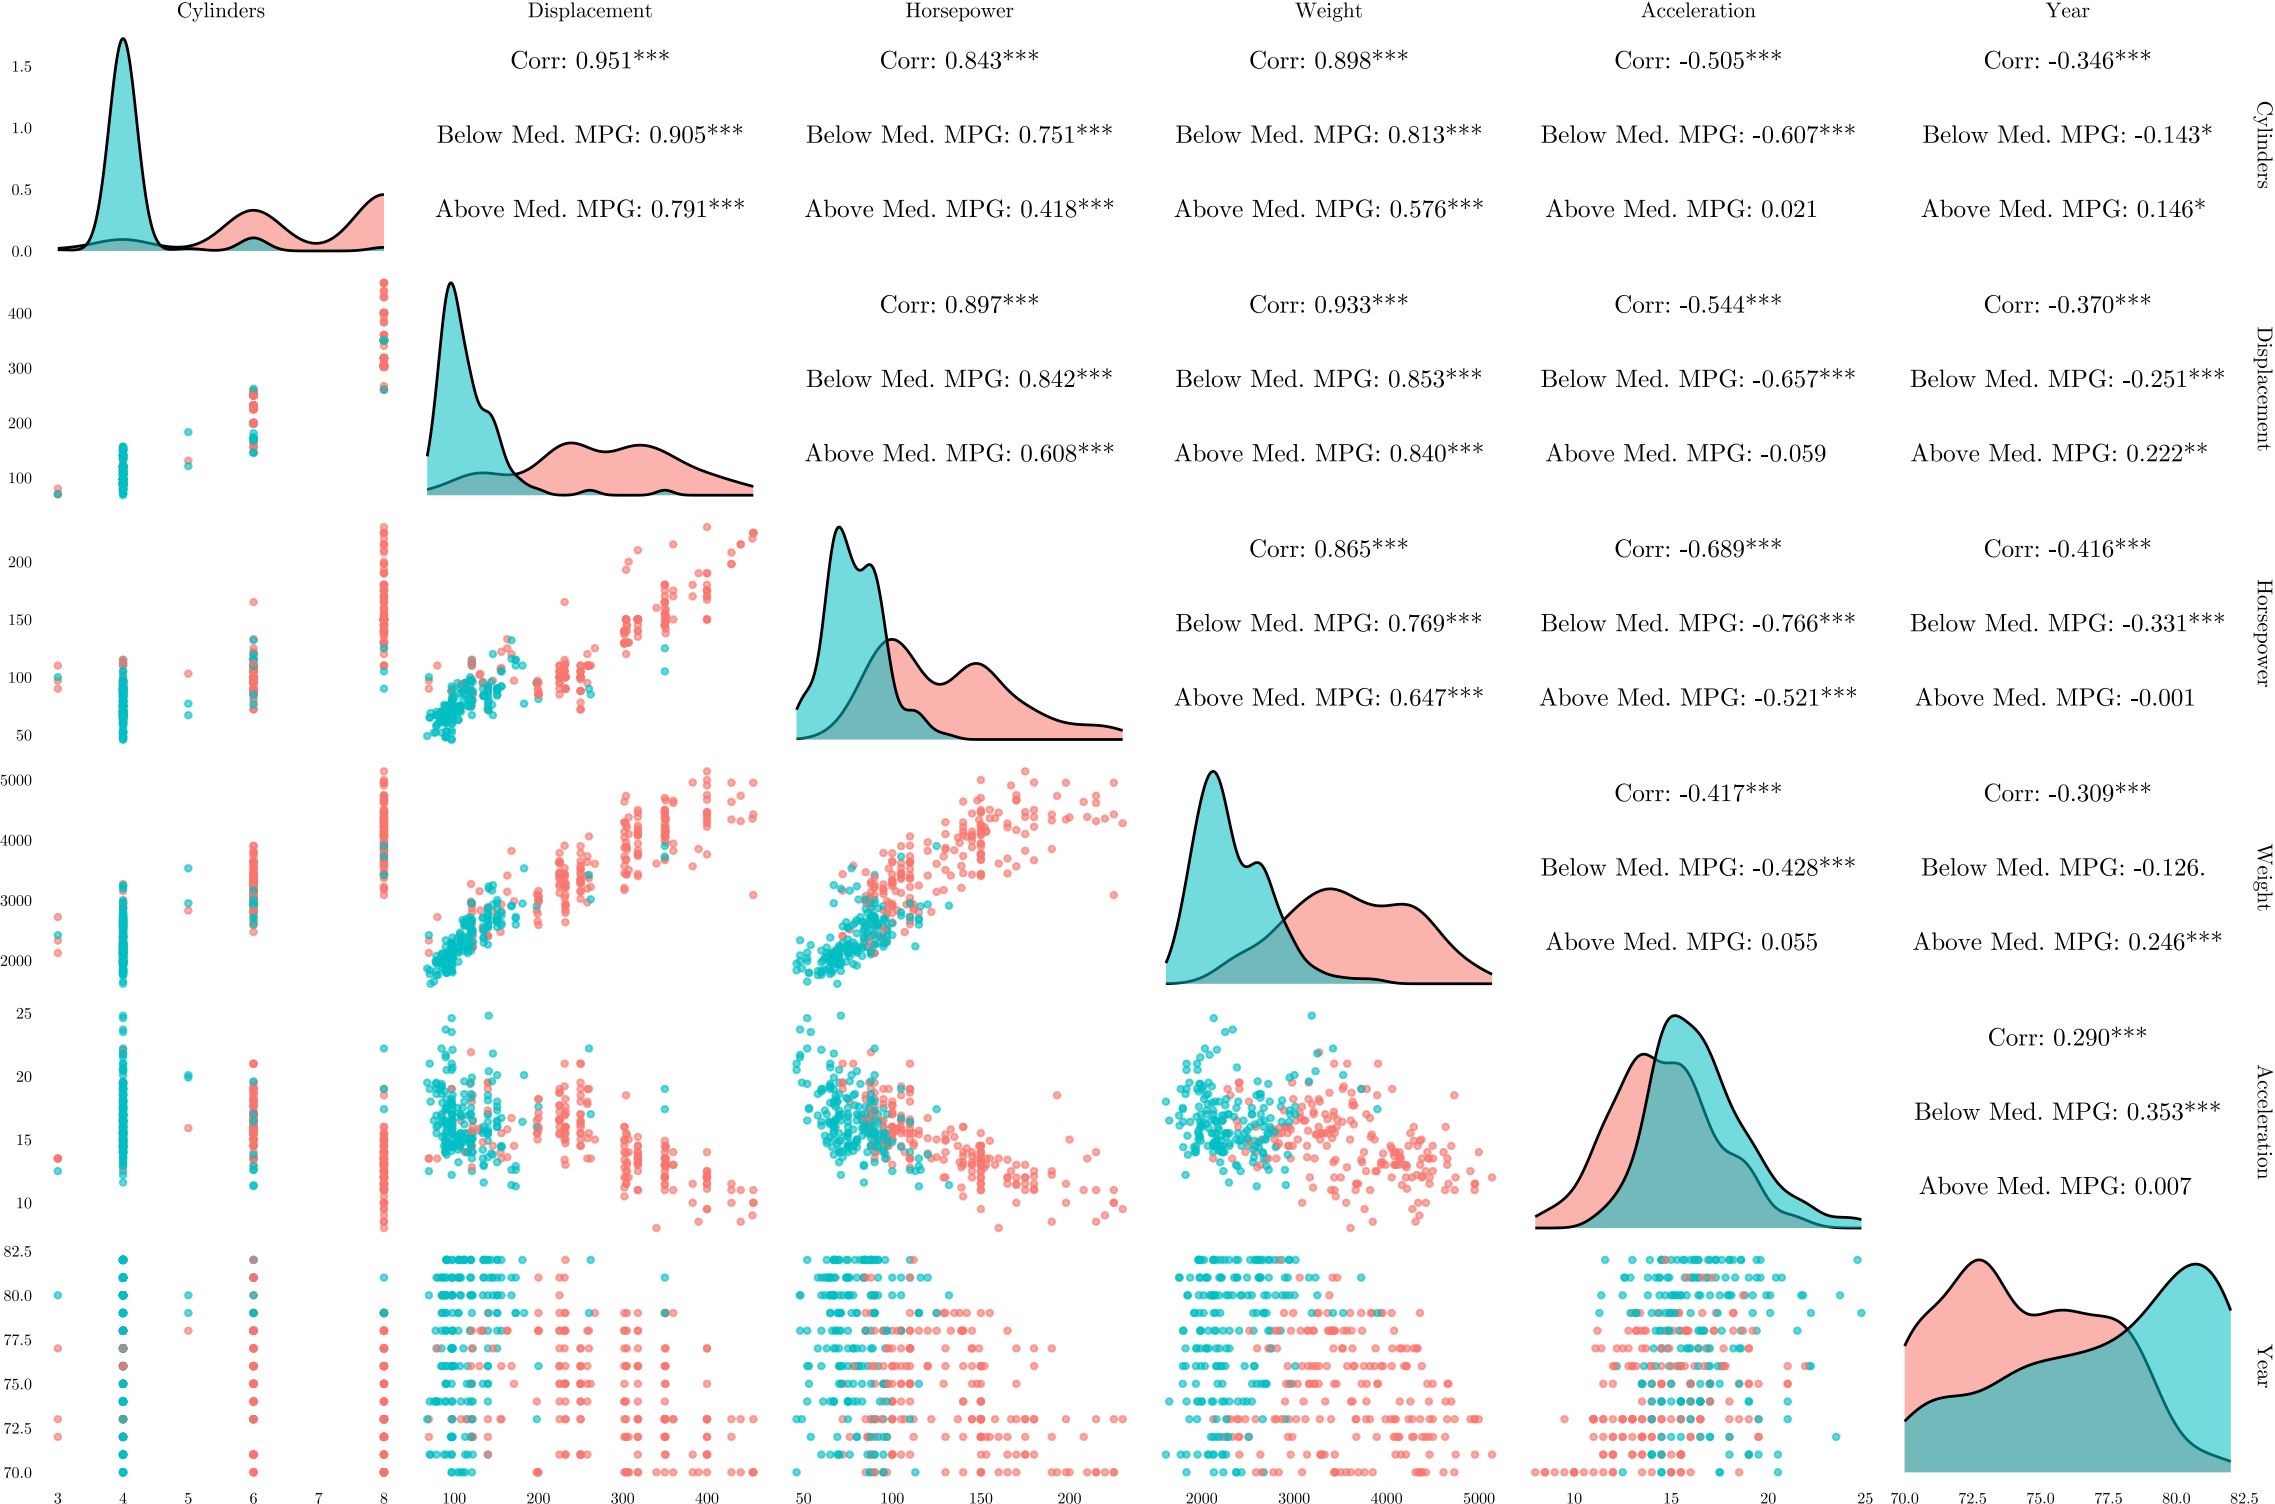 Cylinders Displacement Horsepower Weight Acceleration Year
1.5
1.0
0.5
0.0
Corr: 0.951***
Below Med. MPG: 0.905***
Above Med. MPG: 0.791***
Corr: 0.843***
Below Med. MPG: 0.751***
Above Med. MPG: 0.418***
Corr: 0.898***
Below Med. MPG: 0.813***
Above Med. MPG: 0.576***
Corr: -0.505***
Below Med. MPG: -0.607***
Above Med. MPG: 0.021
Corr: -0.346***
Below Med. MPG: -0.143*
Above Med. MPG: 0.146*
Cylinders
400
300
200
100
Corr: 0.897***
Below Med. MPG: 0.842***
Above Med. MPG: 0.608***
Corr: 0.933***
Below Med. MPG: 0.853***
Above Med. MPG: 0.840***
Corr: -0.544***
Below Med. MPG: -0.657***
Above Med. MPG: -0.059
Corr: -0.370***
Below Med. MPG: -0.251***
Above Med. MPG: 0.222**
Displacement
200
150
100
50
Corr: 0.865***
Below Med. MPG: 0.769***
Above Med. MPG: 0.647***
Corr: -0.689***
Below Med. MPG: -0.766***
Above Med. MPG: -0.521***
Corr: -0.416***
Below Med. MPG: -0.331***
Above Med. MPG: -0.001
Horsepower
5000
4000
3000
2000
Corr: -0.417***
Below Med. MPG: -0.428***
Above Med. MPG: 0.055
Corr: -0.309***
Below Med. MPG: -0.126.
Above Med. MPG: 0.246***
Weight
25
20
15
10
Corr: 0.290***
Below Med. MPG: 0.353***
Above Med. MPG: 0.007
Acceleration
82.5
80.0
77.5
75.0
72.5
70.0
Year
3 4 5 6 7 8
100 200 300 400
50 100 150 200
2000 3000 4000 5000
10 15 20 25
70.0 72.5 75.0 77.5 80.0 82.5